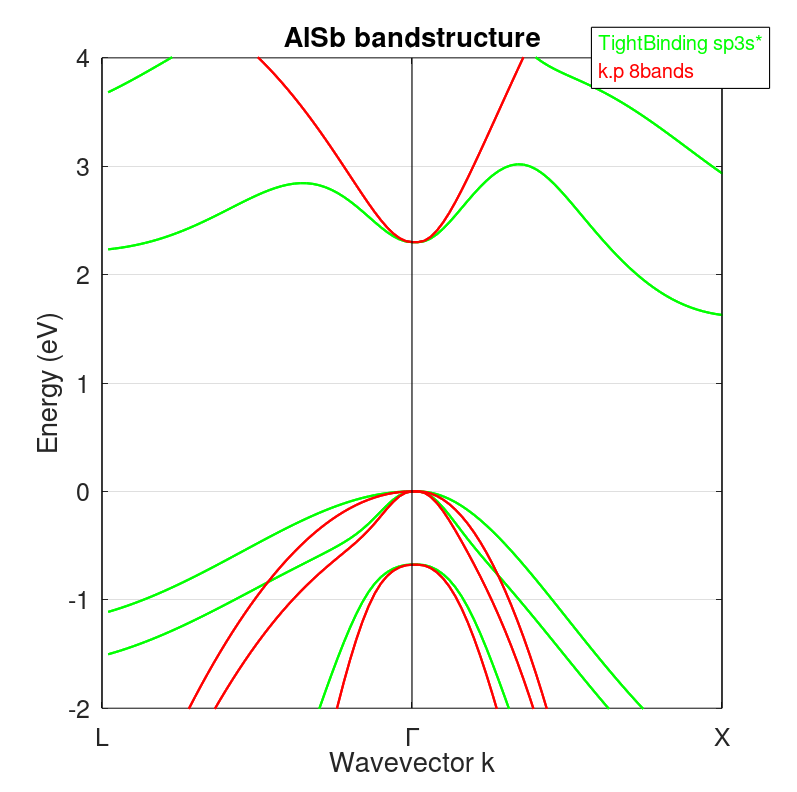 AlSb bandstructure
TightBinding sp3s*
k.p 8bands
4
3
2
1
0
-1
-2
Energy (eV)
L
Γ
X
Wavevector k